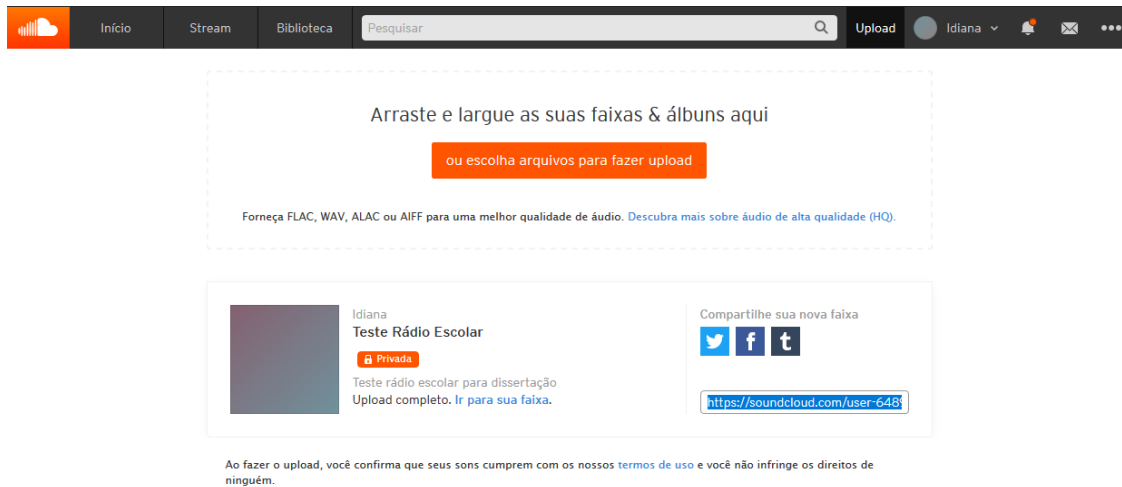 Início Stream Biblioteca Pesquisar Upload Idiana
Arraste e largue as suas faixas & álbuns aqui
ou escolha arquivos para fazer upload
Forneça FLAC, WAV, ALAC ou AIFF para uma melhor qualidade de áudio. Descubra mais sobre áudio de alta qualidade (HQ).
Idiana
Teste Rádio Escolar
Privada
Teste rádio escolar para dissertação
Upload completo. Ir para sua faixa.
Compartilhe sua nova faixa
https://soundcloud.com/user-648
Ao fazer o upload, você confirma que seus sons cumprem com os nossos termos de uso e você não infringe os direitos de
ninguém.